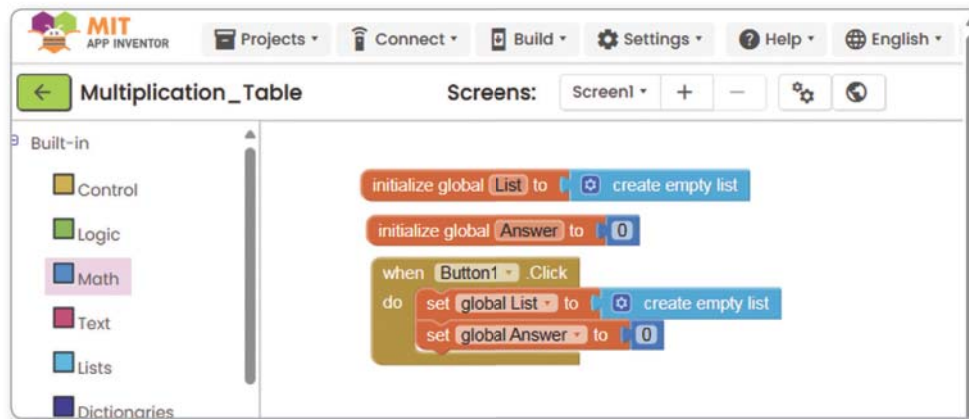 MIT
APP INVENTOR
Projects Connect Build Settings Help English
Multiplication_Table Screens: Screen1
Built-in
Control
Logic
Math
Text
Lists
Dictionaries
initialize global List to create empty list
initialize global Answer to 0
when Button1 .Click
do set global List to create empty list
set global Answer to 0